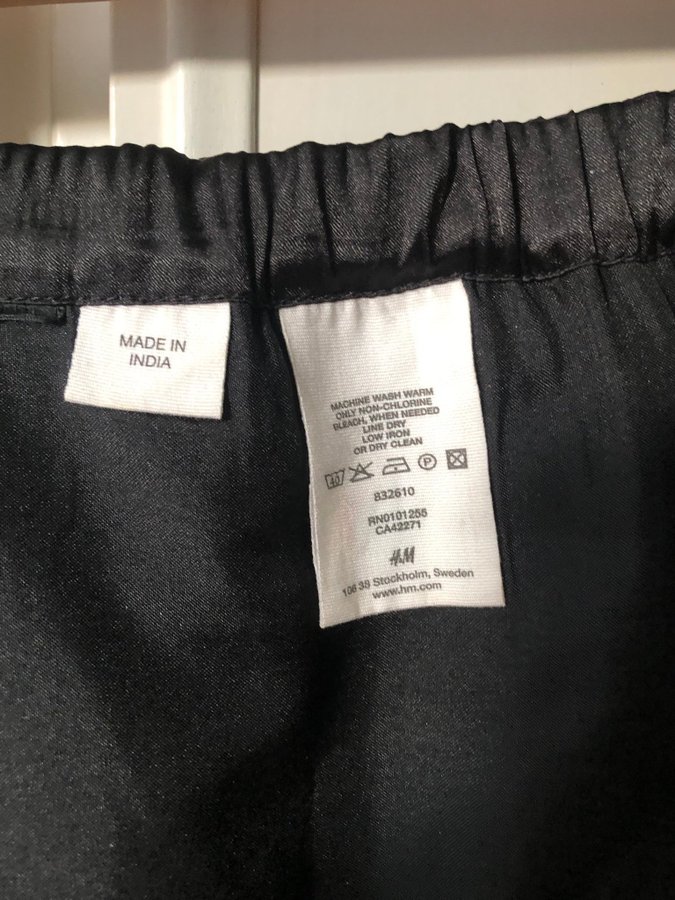 MADE IN
INDIA
MACHINE WASH WARM
ONLY NON-CHLORINE
BLEACH, WHEN NEEDED
LINE DRY
LOW IRON
OR DRY CLEAN
40 P
832610
RN0101255
CA42271
H&M
106 38 Stockholm, Sweden
www.hm.com